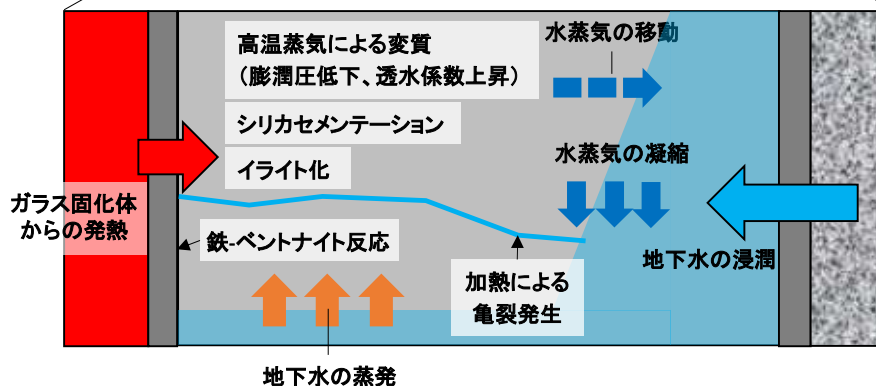 高温蒸気による変質
（膨潤圧低下、透水係数上昇）
水蒸気の移動
シリカセメンテーション
イライト化
水蒸気の凝縮
ガラス固化体
からの発熱
鉄-ベントナイト反応
地下水の浸潤
加熱による
亀裂発生
地下水の蒸発